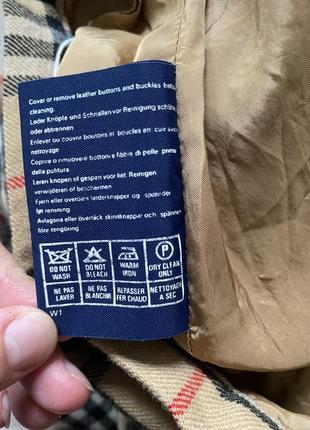 Cover or remove leather buttons and buckles before
cleaning.
Leder Knöpfe und Schnallen vor Reinigung schützen
oder abtrennen
Enlever ou couvrir boutons et boucles en cuir avant
nettoyage
Coprire o rimuovere bottoni e fibbie di pelle prima
della pulitura.
Leren knopen of gespen voor het Reinigen
verwijderen of beschermen
Fjern eller overdæk læderknapper og spænder
før rensning.
Avlägsna eller övertäck skinnknappar och spännen
före rengöring
DO NOT WASH
DO NOT BLEACH
WARM IRON
P
DRY CLEAN ONLY
NE PAS LAVER
NE PAS BLANCHIR
REPASSER FER CHAUD
NETTOYAGE A SEC
W1